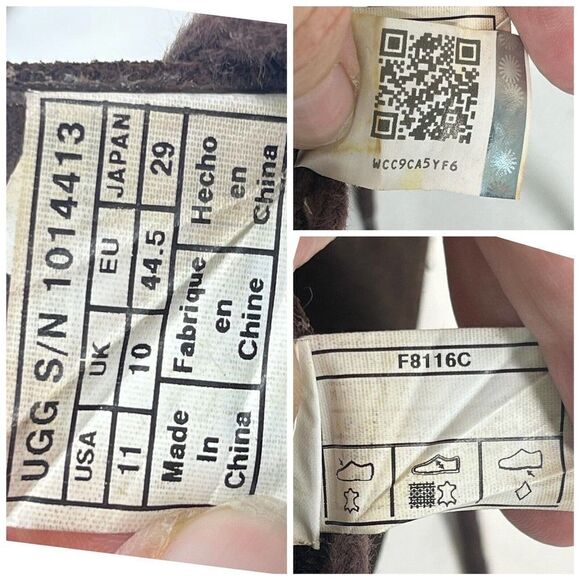 UGG S/N 1014413
USA UK EU JAPAN
11 10 44.5 29
Made Fabrique Hecho
In en en
China Chine China
WCC9CA5YF6
F8116C